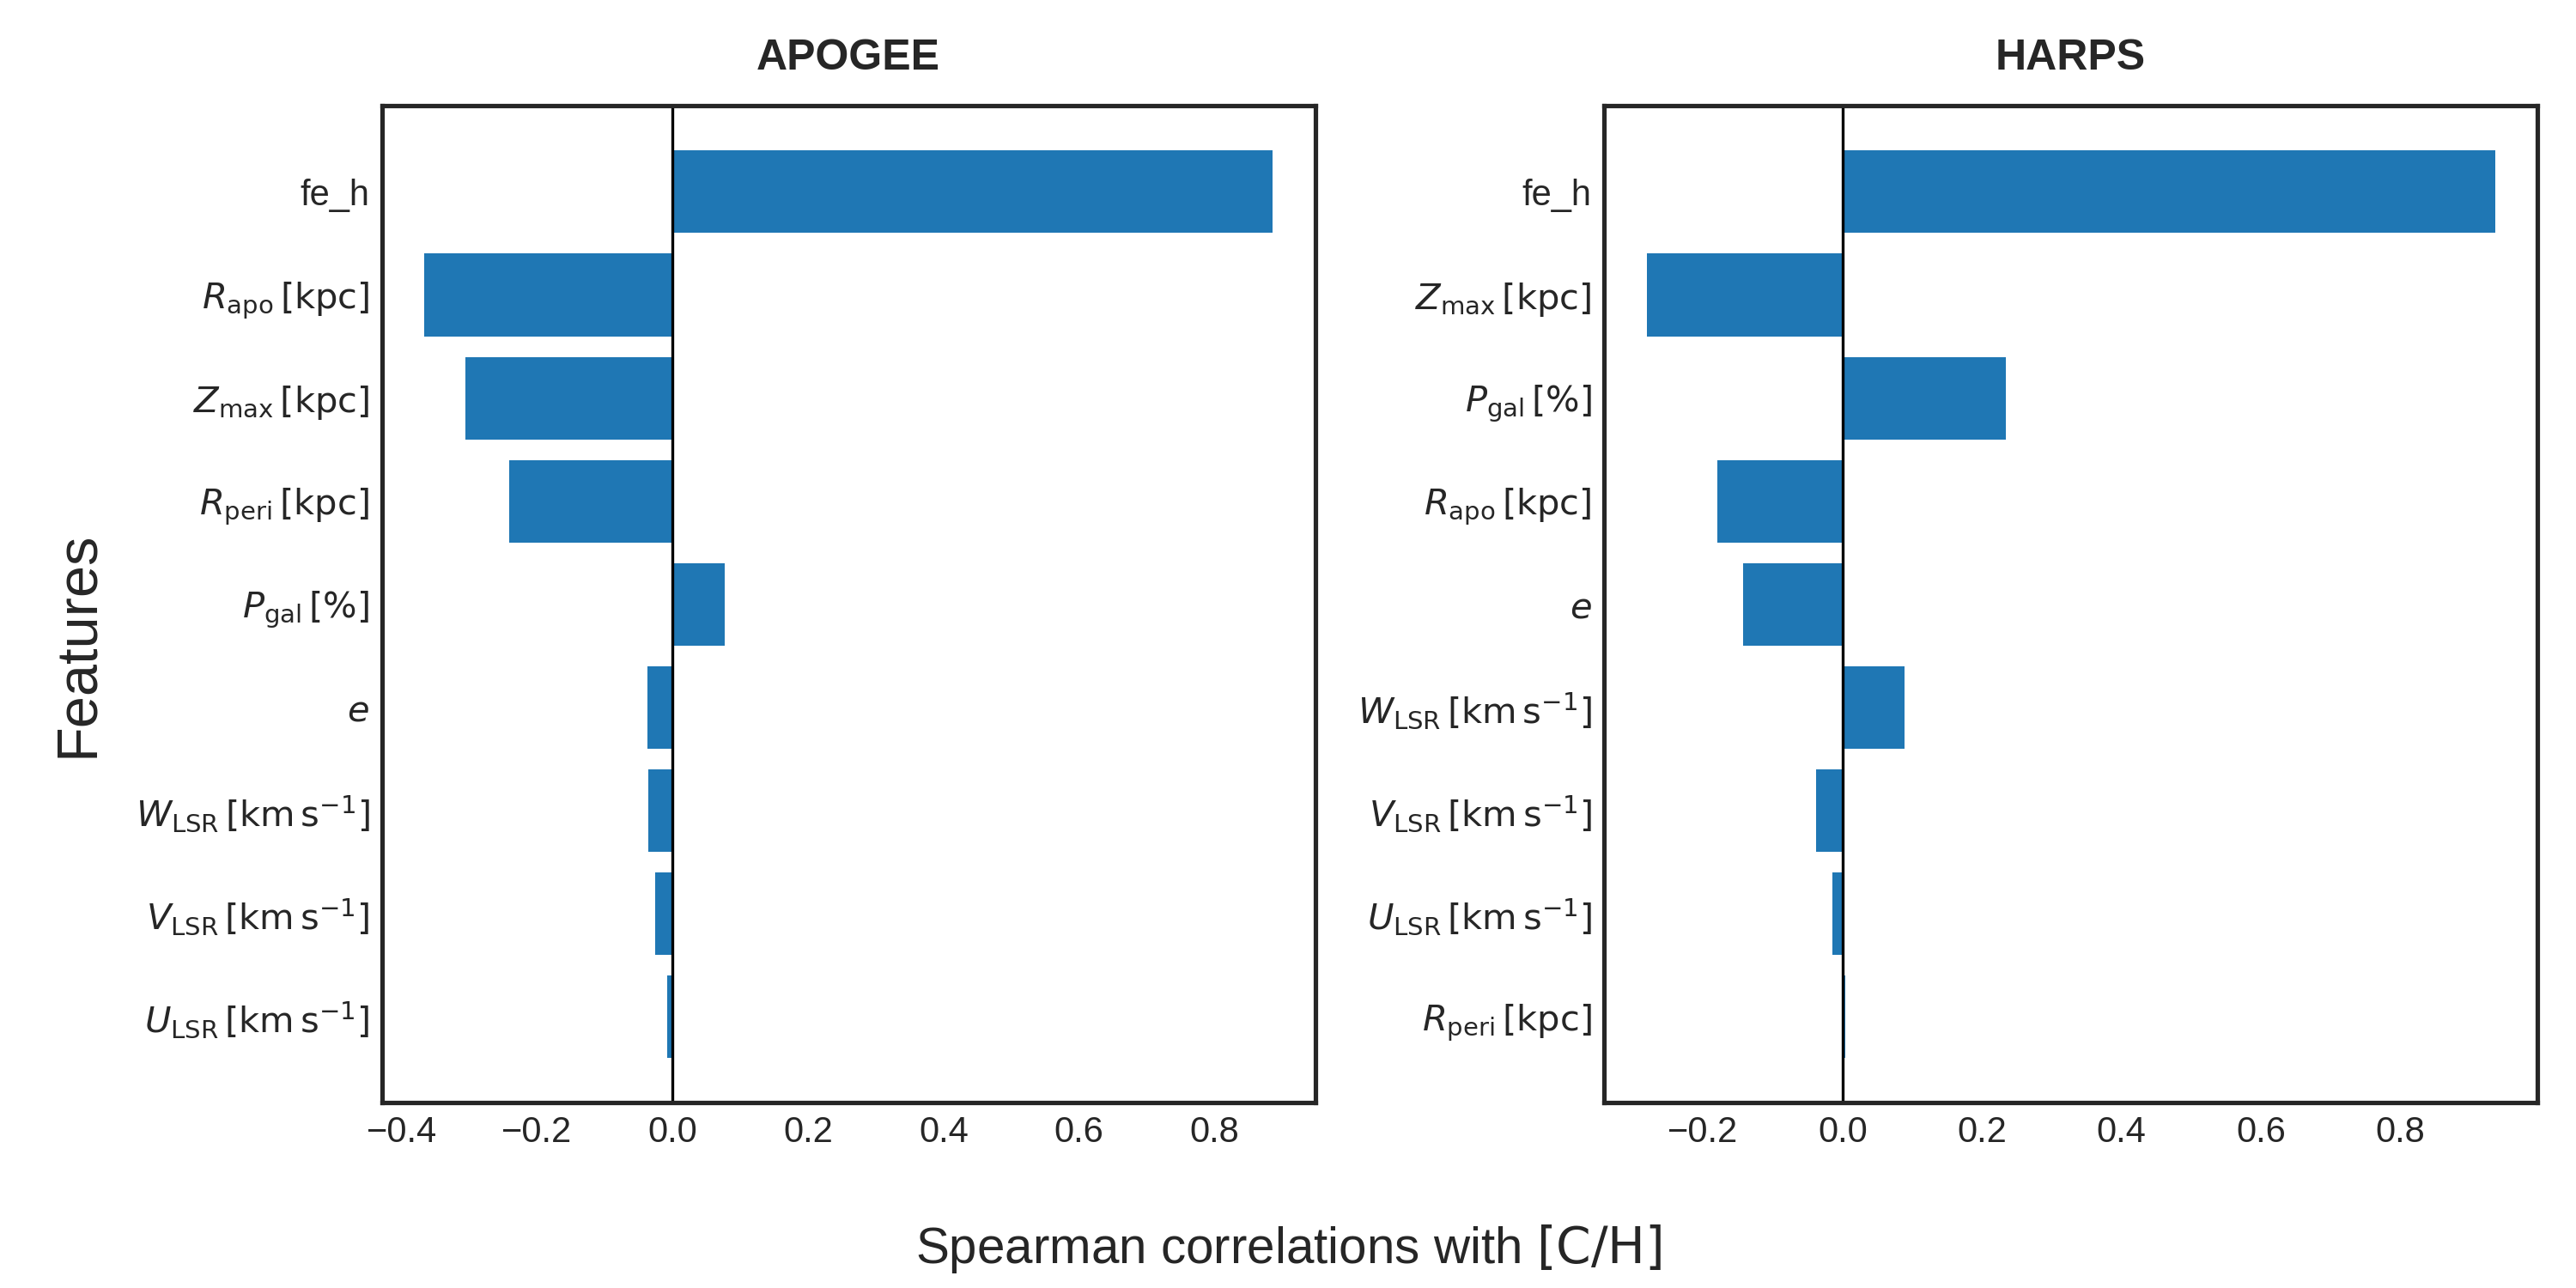 APOGEE
HARPS
Features
fe_h
R_apo [kpc]
Z_max [kpc]
R_peri [kpc]
P_gal [%]
e
W_LSR [km s⁻¹]
V_LSR [km s⁻¹]
U_LSR [km s⁻¹]
−0.4 −0.2 0.0 0.2 0.4 0.6 0.8
fe_h
Z_max [kpc]
P_gal [%]
R_apo [kpc]
e
W_LSR [km s⁻¹]
V_LSR [km s⁻¹]
U_LSR [km s⁻¹]
R_peri [kpc]
−0.2 0.0 0.2 0.4 0.6 0.8
Spearman correlations with [C/H]